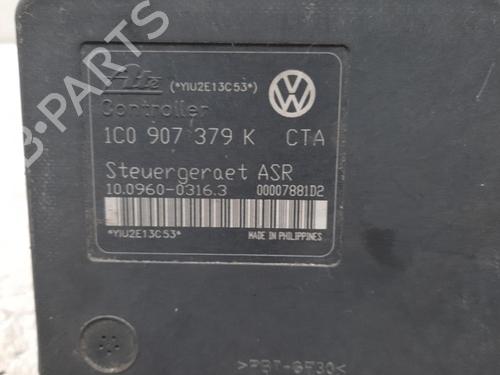 Ate (*YIU2E13C53*)
Controller
1C0 907 379 K CTA
Steuergeraet ASR
10.0960-0316.3 00007881D2
*YIU2E13C53* MADE IN PHILIPPINES
>PBT-GF30<
B-PARTS